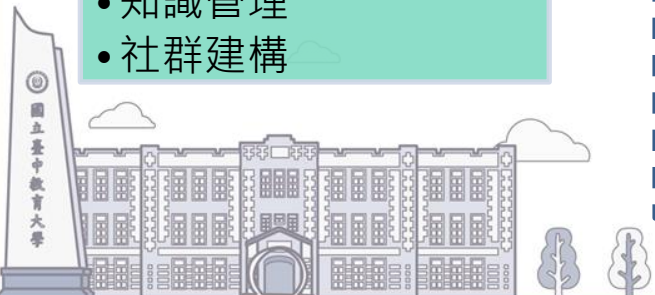 • 知識管理
• 社群建構
國立臺中教育大學